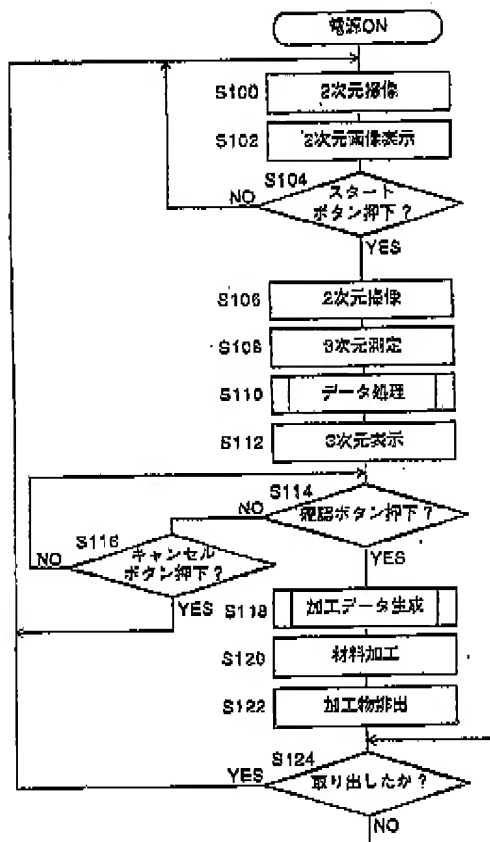 電源ON
S100
2次元撮像
S102
2次元画像表示
S104
スタート
ボタン押下？
NO
YES
S106
2次元撮像
S108
3次元測定
S110
データ処理
S112
3次元表示
S114
確認ボタン押下？
NO
YES
S116
キャンセル
ボタン押下？
NO
YES
S118
加工データ生成
S120
材料加工
S122
加工物排出
S124
取り出したか？
YES
NO